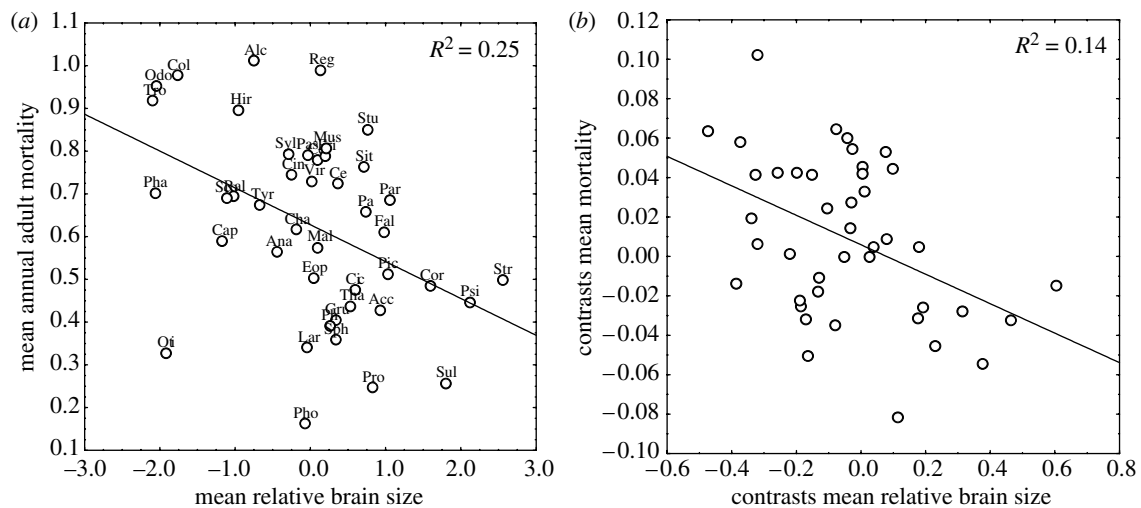 (a)
R² = 0.25
mean annual adult mortality
1.1
1.0
0.9
0.8
0.7
0.6
0.5
0.4
0.3
0.2
0.1
Alc
Reg
Col
Odo
Tro
Hir
Stu
Mus
Syl
Sit
Cin
Vir
Ce
Pha
Par
Tyr
Pa
Cha
Fal
Cap
Ana
Mal
Eop
Pic
Cic
Cor
Str
Psi
Tha
Acc
Gru
Sph
Lar
Pro
Sul
Pho
−3.0 −2.0 −1.0 0.0 1.0 2.0 3.0
mean relative brain size
(b)
R² = 0.14
contrasts mean mortality
0.12
0.10
0.08
0.06
0.04
0.02
0.00
−0.02
−0.04
−0.06
−0.08
−0.10
−0.6 −0.4 −0.2 0.0 0.2 0.4 0.6 0.8
contrasts mean relative brain size